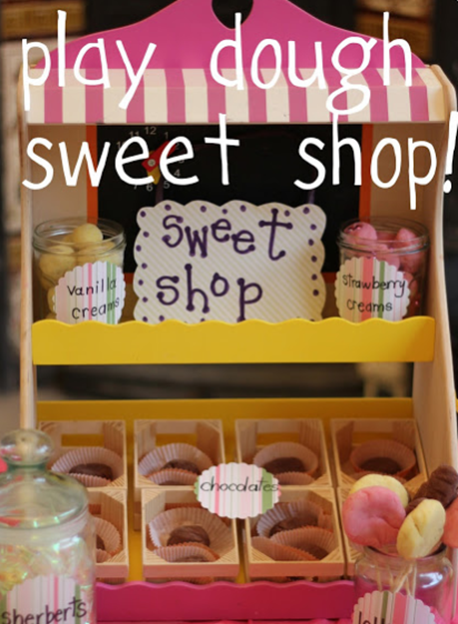 play dough
sweet shop!
sweet
shop
vanilla
creams
strawberry
creams
chocolates
sherberts